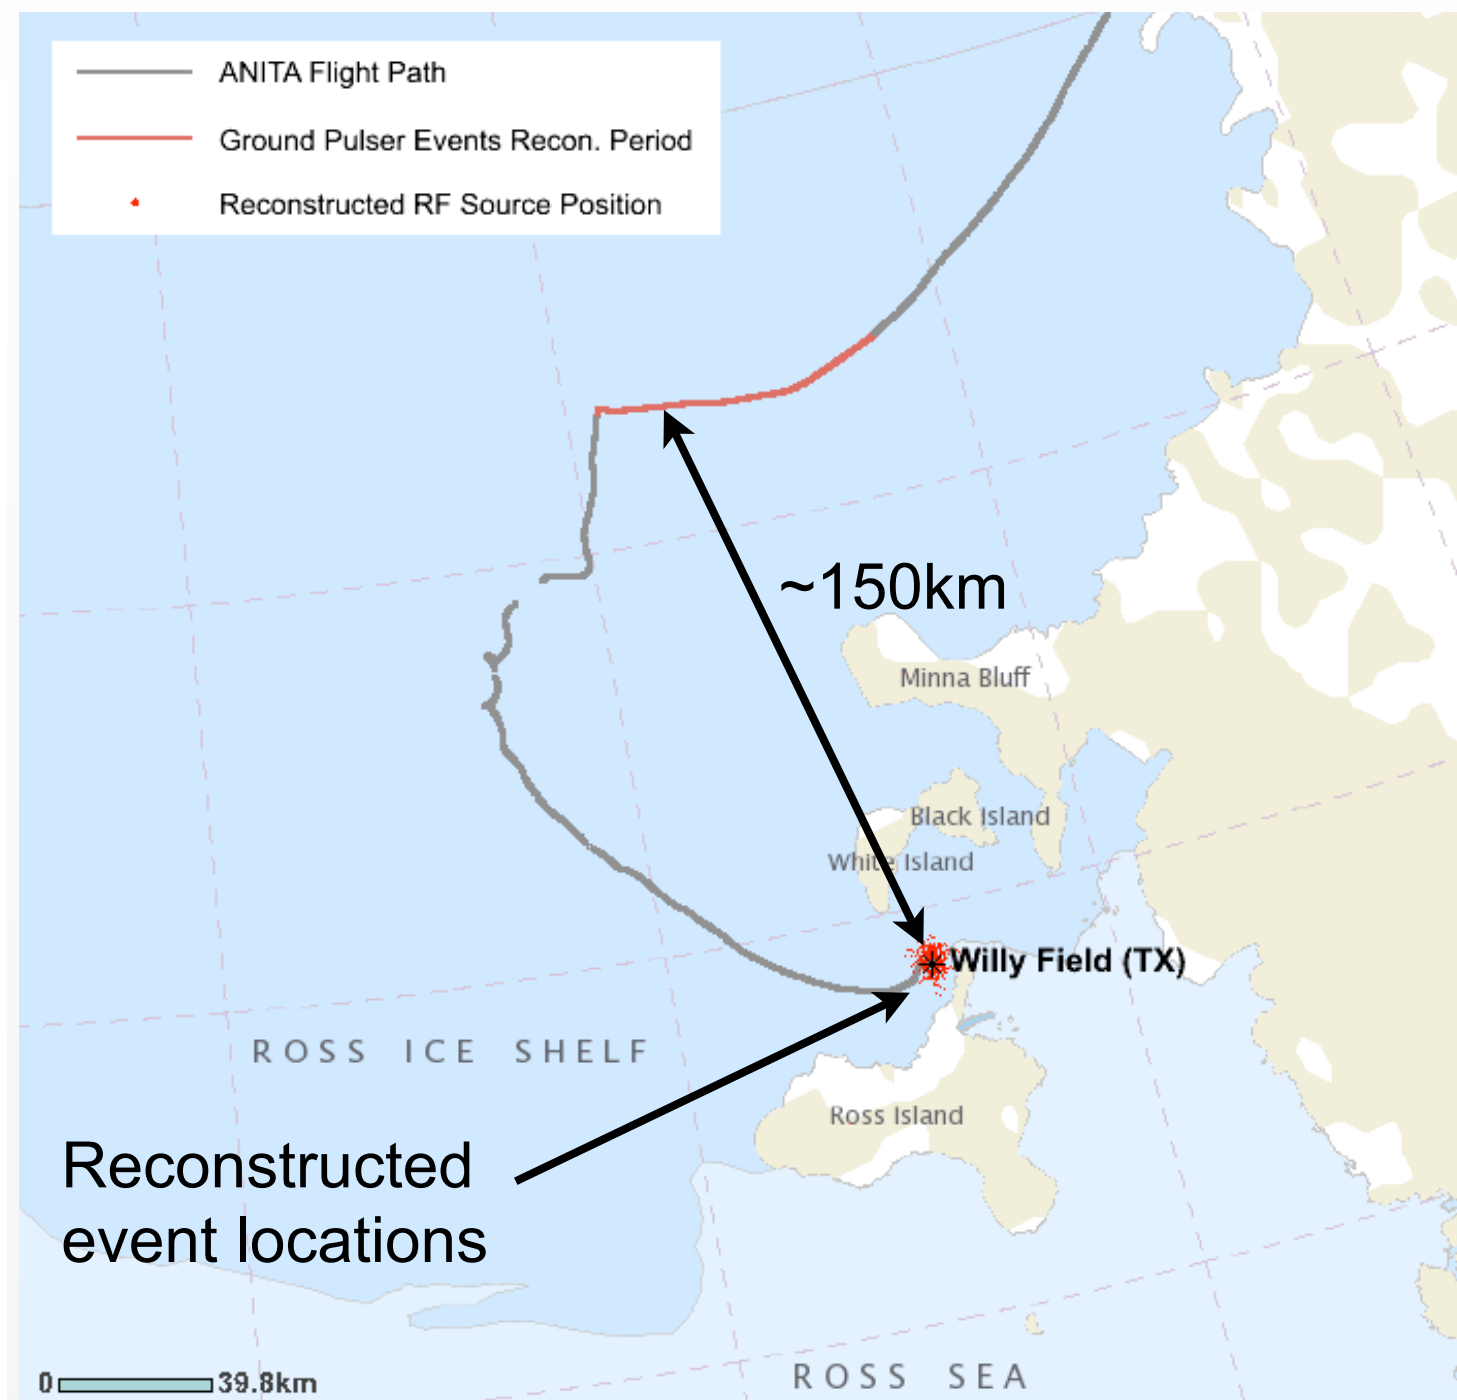 ANITA Flight Path
Ground Pulser Events Recon. Period
Reconstructed RF Source Position
~150km
Minna Bluff
Black Island
White Island
Willy Field (TX)
ROSS ICE SHELF
Ross Island
Reconstructed
event locations
ROSS SEA
0 39.8km